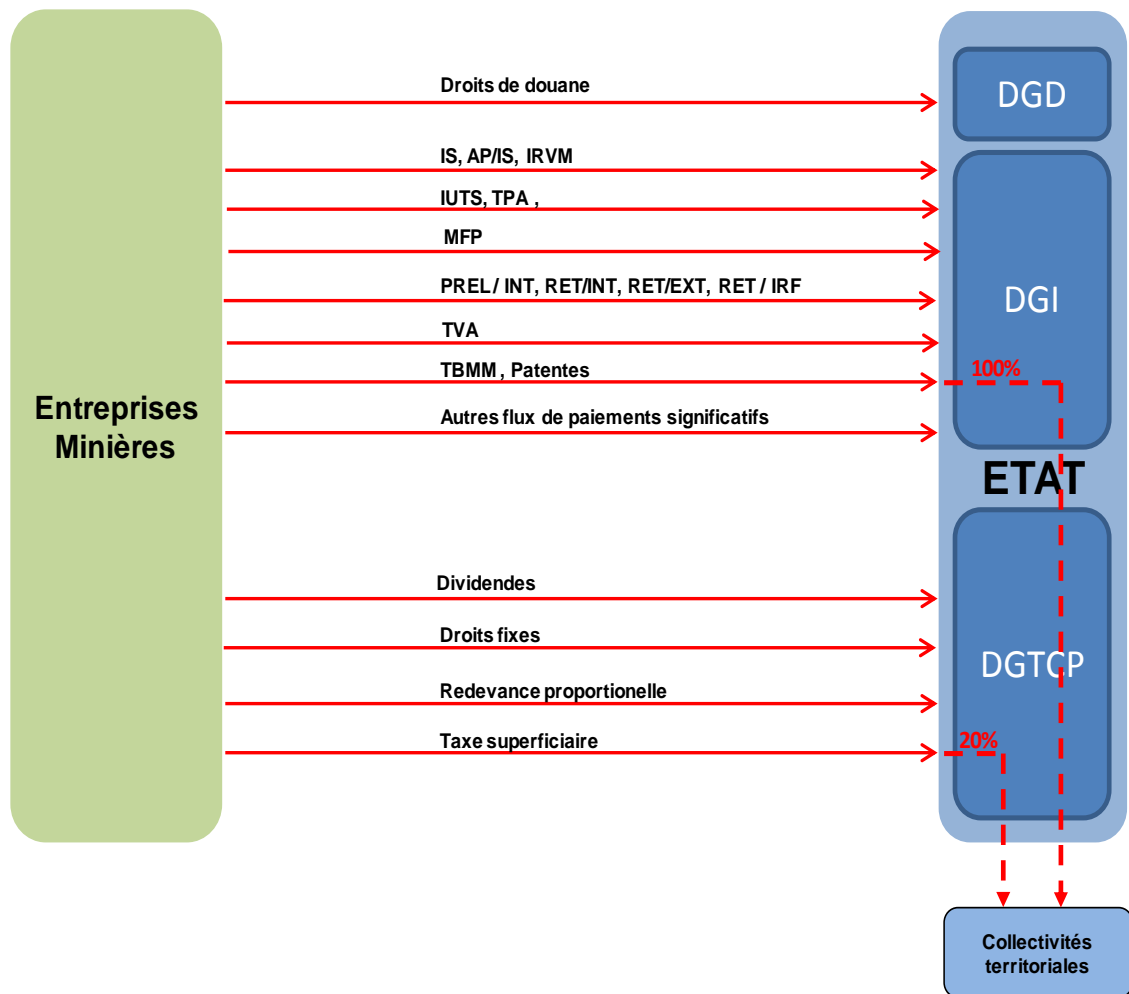 Droits de douane
DGD
IS, AP/IS, IRVM
IUTS, TPA ,
MFP
PREL / INT, RET/INT, RET/EXT, RET / IRF
DGI
TVA
TBMM , Patentes
100%
Entreprises
Minières
Autres flux de paiements significatifs
ETAT
Dividendes
Droits fixes
DGTCP
Redevance proportionelle
Taxe superficiaire
20%
Collectivités
territoriales